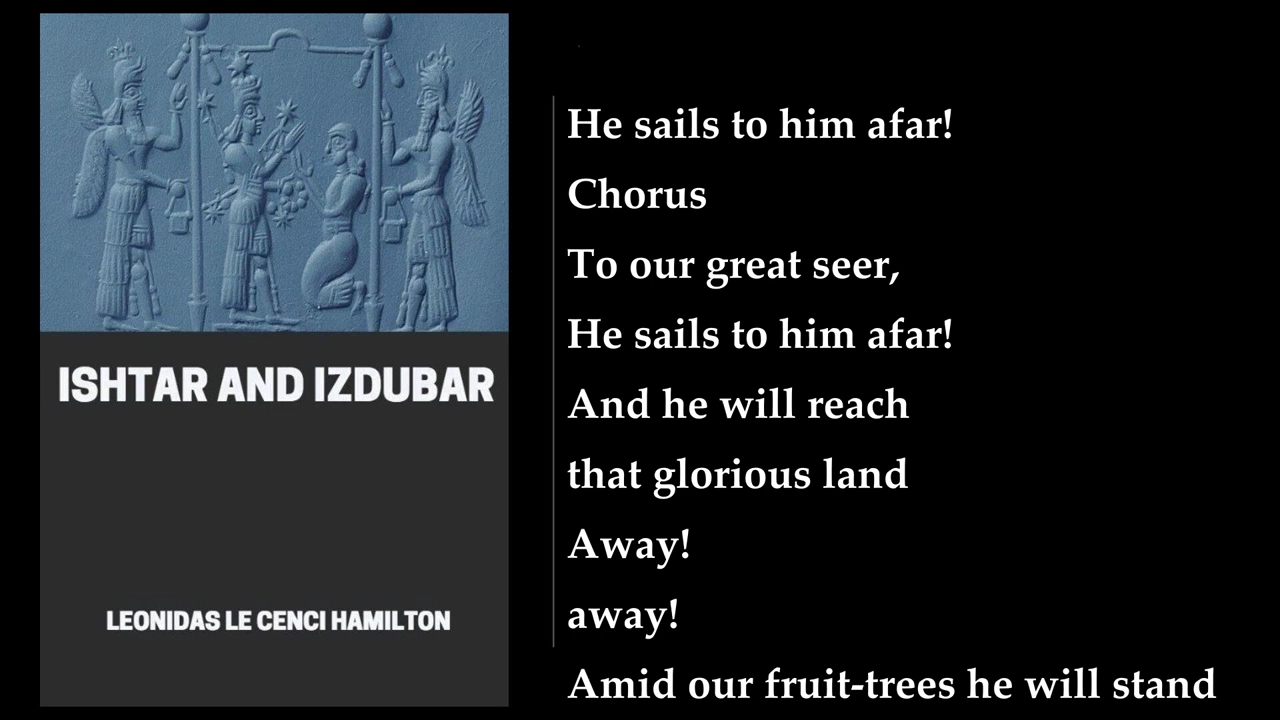 ISHTAR AND IZDUBAR
LEONIDAS LE CENCI HAMILTON
He sails to him afar!
Chorus
To our great seer,
He sails to him afar!
And he will reach
that glorious land
Away!
away!
Amid our fruit-trees he will stand